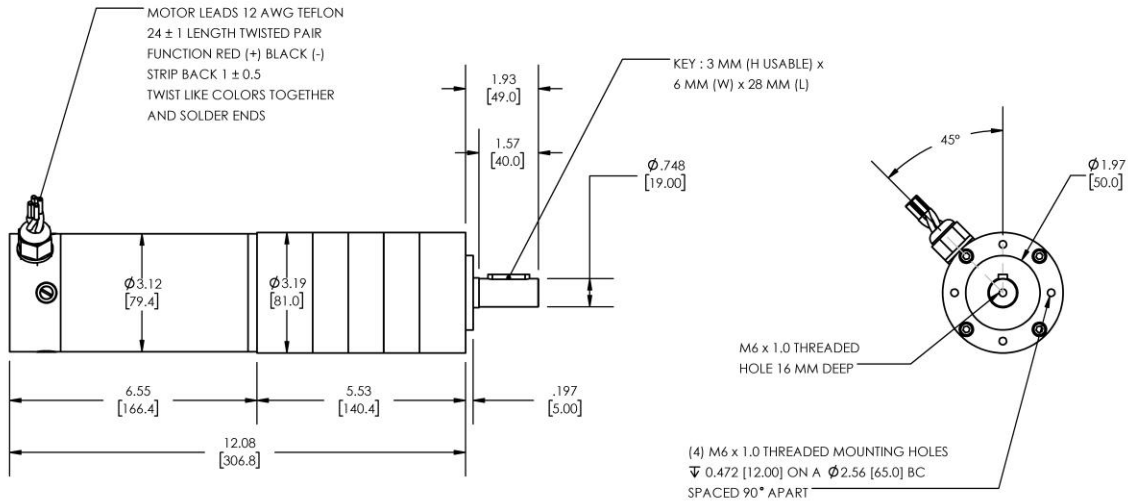 MOTOR LEADS 12 AWG TEFLON
24 ± 1 LENGTH TWISTED PAIR
FUNCTION RED (+) BLACK (-)
STRIP BACK 1 ± 0.5
TWIST LIKE COLORS TOGETHER
AND SOLDER ENDS
1.93
[49.0]
KEY : 3 MM (H USABLE) x
6 MM (W) x 28 MM (L)
1.57
[40.0]
Ø.748
[19.00]
45°
Ø1.97
[50.0]
Ø3.12
[79.4]
Ø3.19
[81.0]
M6 x 1.0 THREADED
HOLE 16 MM DEEP
6.55
[166.4]
5.53
[140.4]
.197
[5.00]
12.08
[306.8]
(4) M6 x 1.0 THREADED MOUNTING HOLES
↧ 0.472 [12.00] ON A Ø2.56 [65.0] BC
SPACED 90° APART